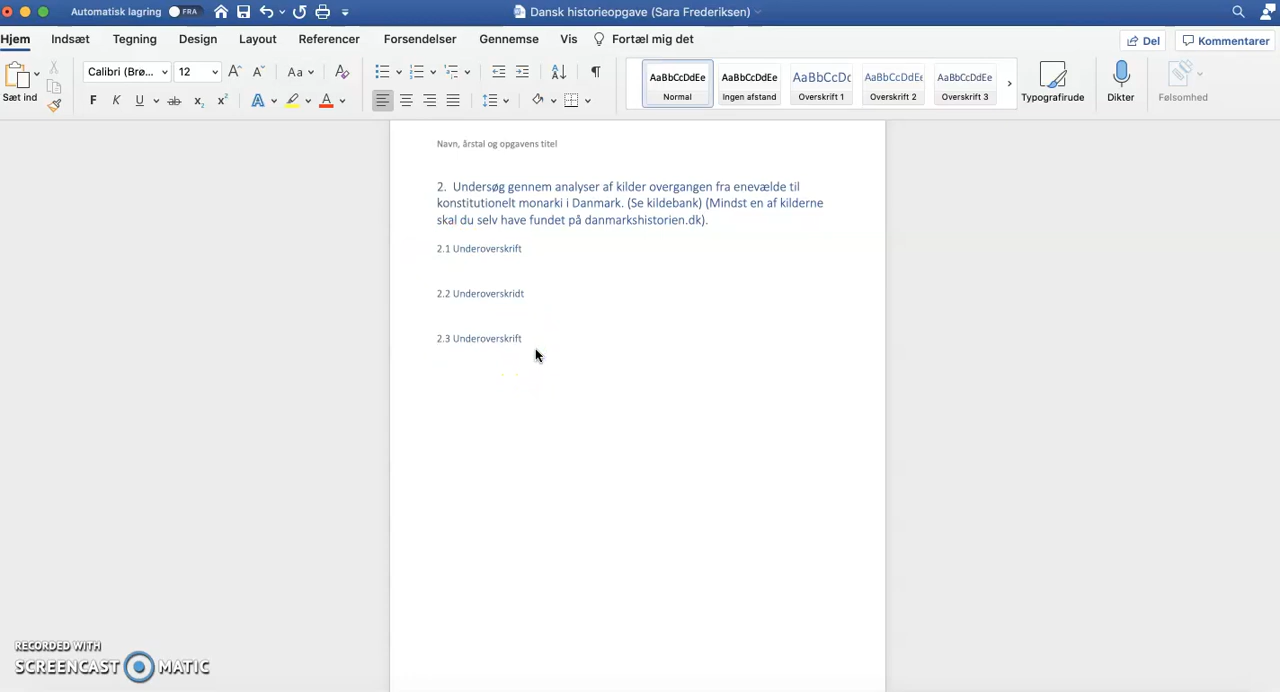 Automatisk lagring FRA Dansk historieopgave (Sara Frederiksen)
Hjem Indsæt Tegning Design Layout Referencer Forsendelser Gennemse Vis Fortæl mig det Del Kommentarer
Calibri (Brø... 12 Aa AaBbCcDdEe AaBbCcDdEe AaBbCcDc AaBbCcDdEe AaBbCcDdEe
Sæt ind F K U ab x₂ x² A A Normal Ingen afstand Overskrift 1 Overskrift 2 Overskrift 3 Typografirude Dikter Følsomhed
Navn, årstal og opgavens titel
2. Undersøg gennem analyser af kilder overgangen fra enevælde til
konstitutionelt monarki i Danmark. (Se kildebank) (Mindst en af kilderne
skal du selv have fundet på danmarkshistorien.dk).
2.1 Underoverskrift
2.2 Underoverskridt
2.3 Underoverskrift
RECORDED WITH
SCREENCAST MATIC